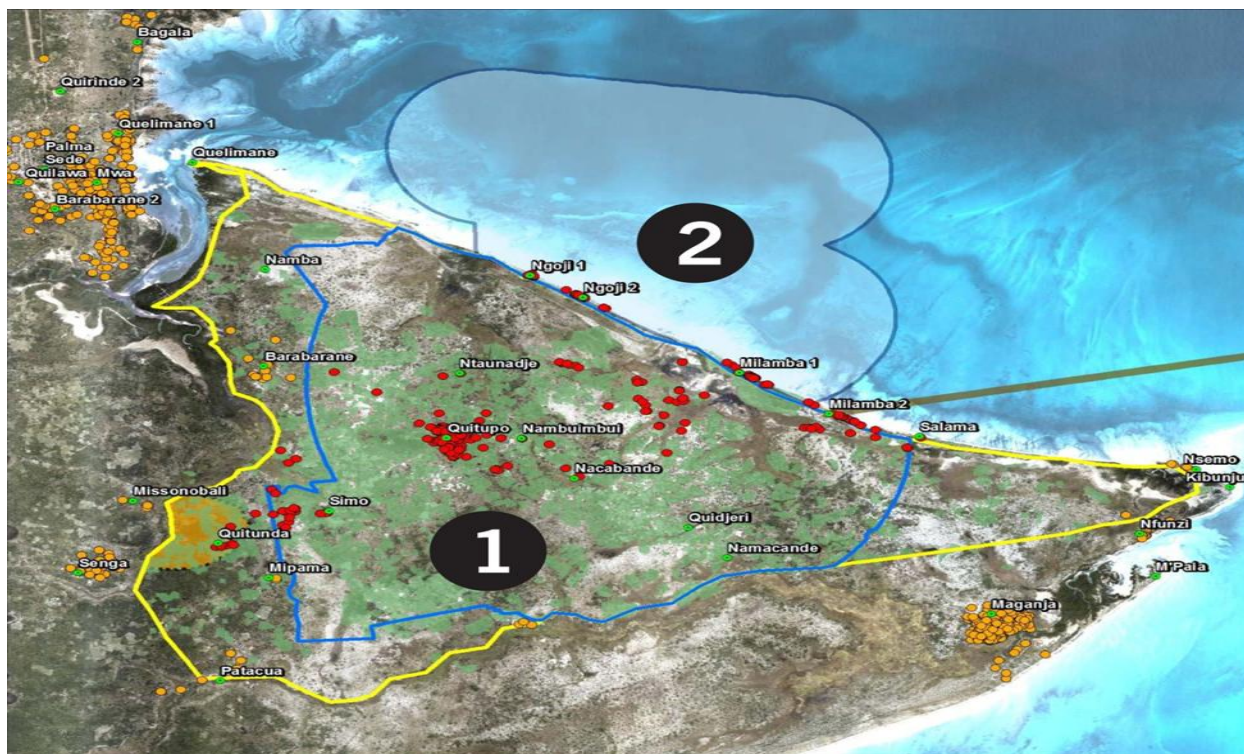 Bagala
Quirinde 2
Quelimane 1
Palma
Sede
Quelimane
Quilawa Mwa
Barabarane 2
2
Namba
Ngoji 1
Ngoji 2
Barabarane
Ntaunadje
Milamba 1
Milamba 2
Quitupo
Nambuimbui
Salama
Nacabande
Nsemo
Kibunju
Missonobali
Simo
Quidjeri
Quitunda
Nfunzi
1
Namacande
Senga
Mipama
M'Paia
Maganja
Patacua